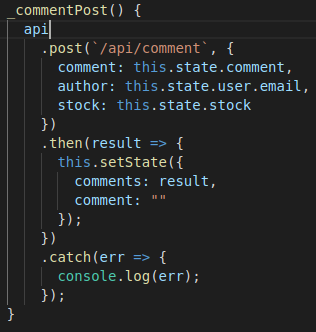 _commentPost() {
  api
    .post(`/api/comment`, {
      comment: this.state.comment,
      author: this.state.user.email,
      stock: this.state.stock
    })
    .then(result => {
      this.setState({
        comments: result,
        comment: ""
      });
    })
    .catch(err => {
      console.log(err);
    });
}